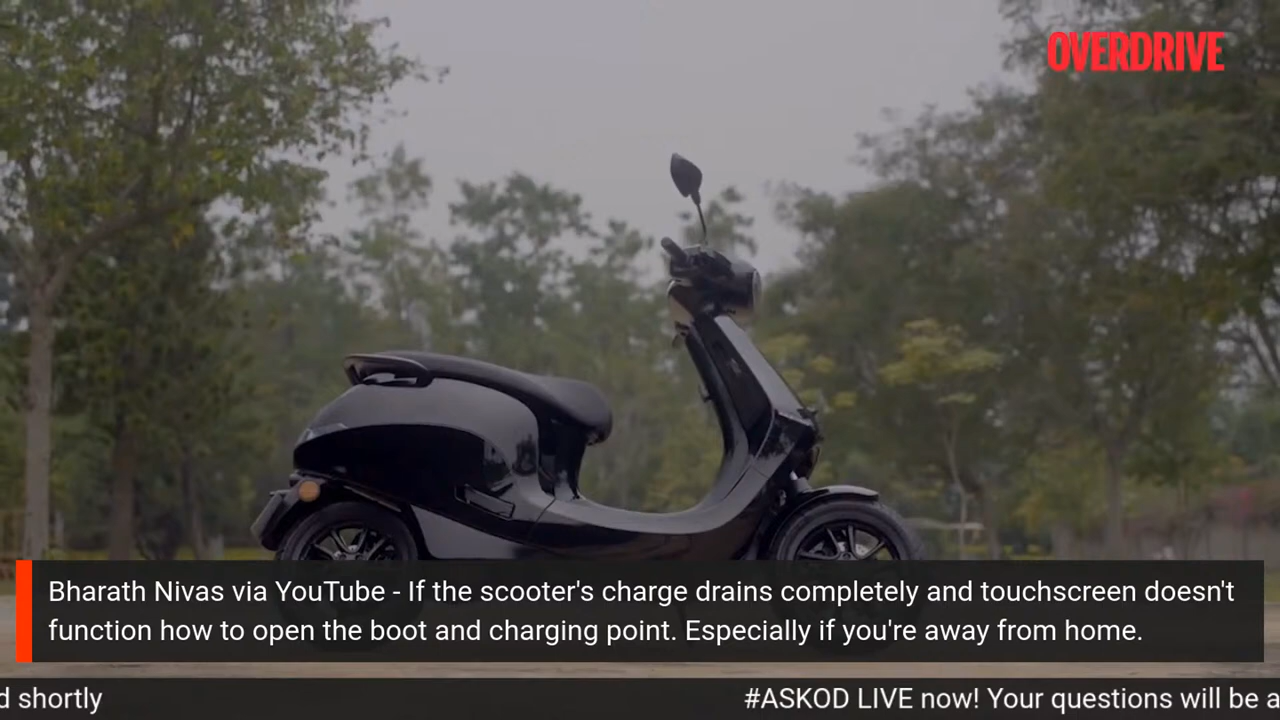 OVERDRIVE
Bharath Nivas via YouTube - If the scooter's charge drains completely and touchscreen doesn't
function how to open the boot and charging point. Especially if you're away from home.
d shortly #ASKOD LIVE now! Your questions will be a